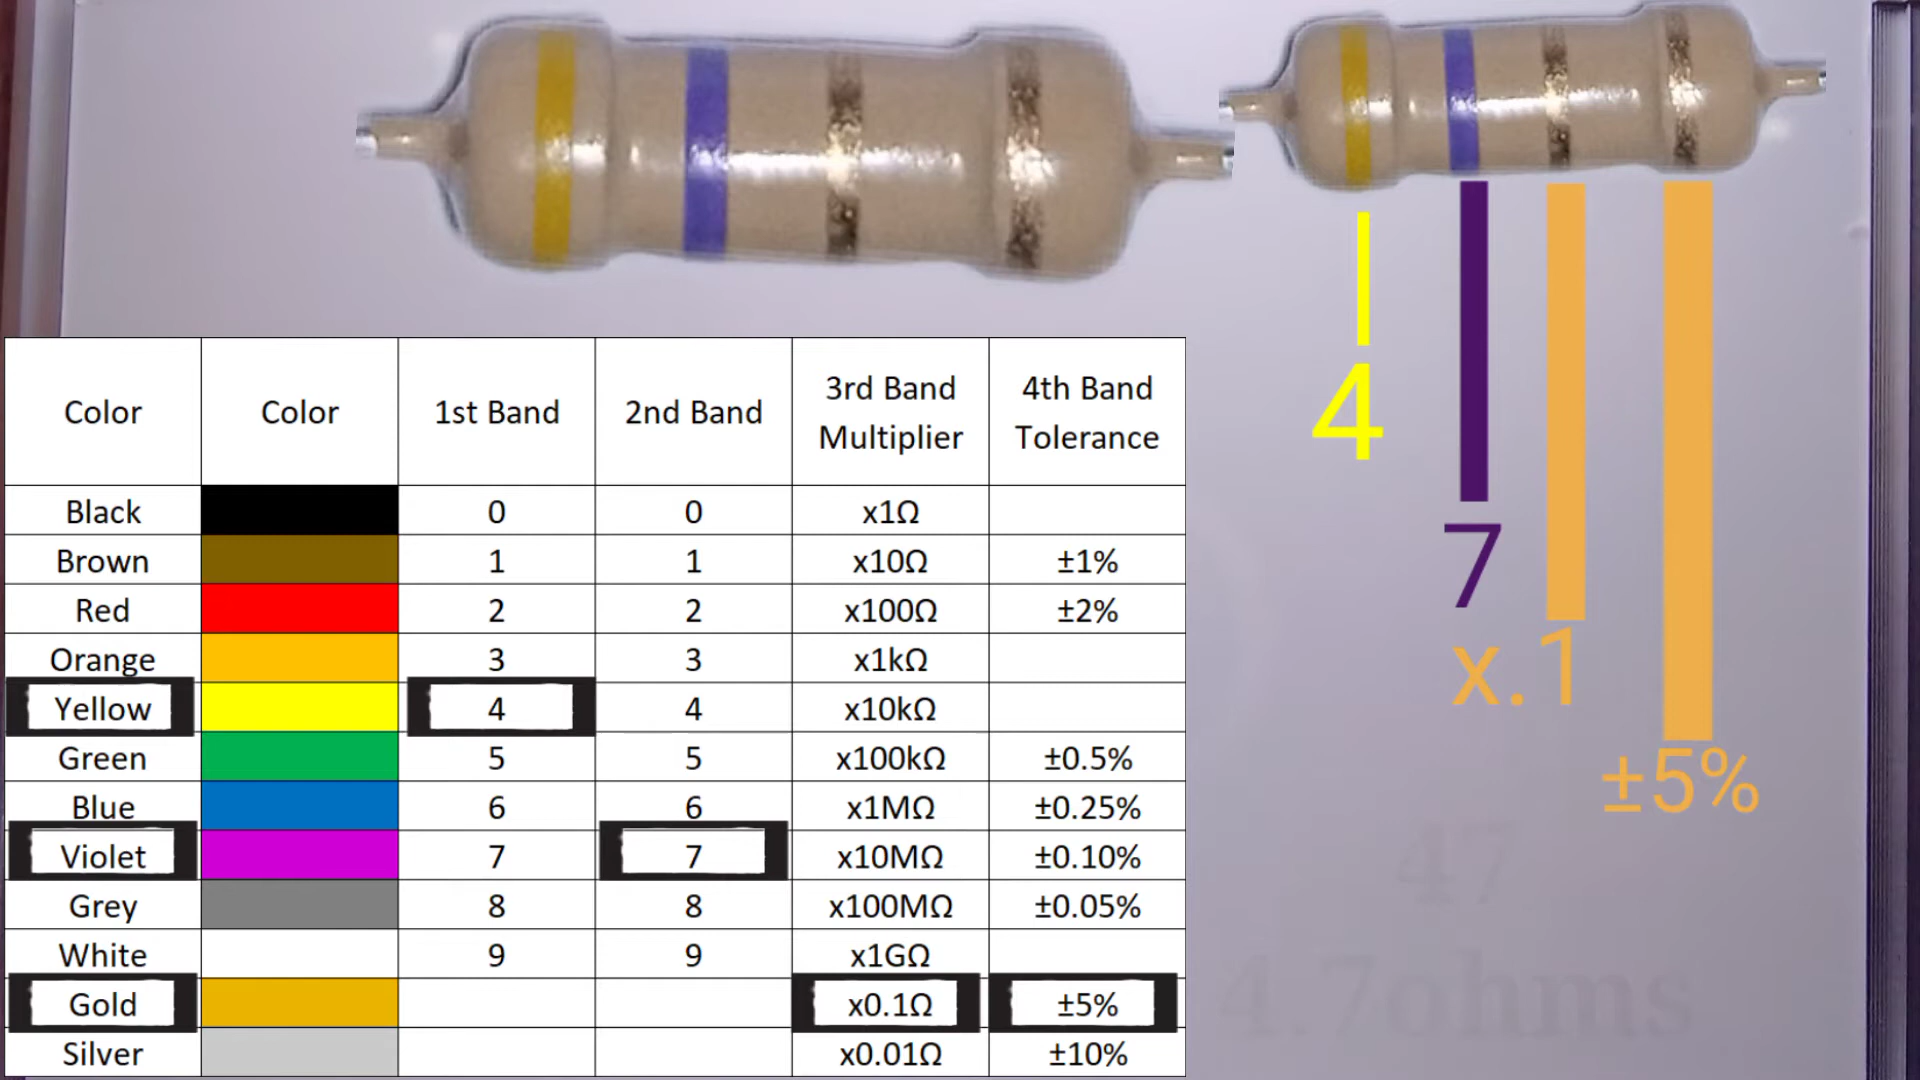 Color Color 1st Band 2nd Band 3rd Band Multiplier 4th Band Tolerance
Black 0 0 x1Ω
Brown 1 1 x10Ω ±1%
Red 2 2 x100Ω ±2%
Orange 3 3 x1kΩ
Yellow 4 4 x10kΩ
Green 5 5 x100kΩ ±0.5%
Blue 6 6 x1MΩ ±0.25%
Violet 7 7 x10MΩ ±0.10%
Grey 8 8 x100MΩ ±0.05%
White 9 9 x1GΩ
Gold x0.1Ω ±5%
Silver x0.01Ω ±10%
4
7
x.1
±5%
47
4.7ohms